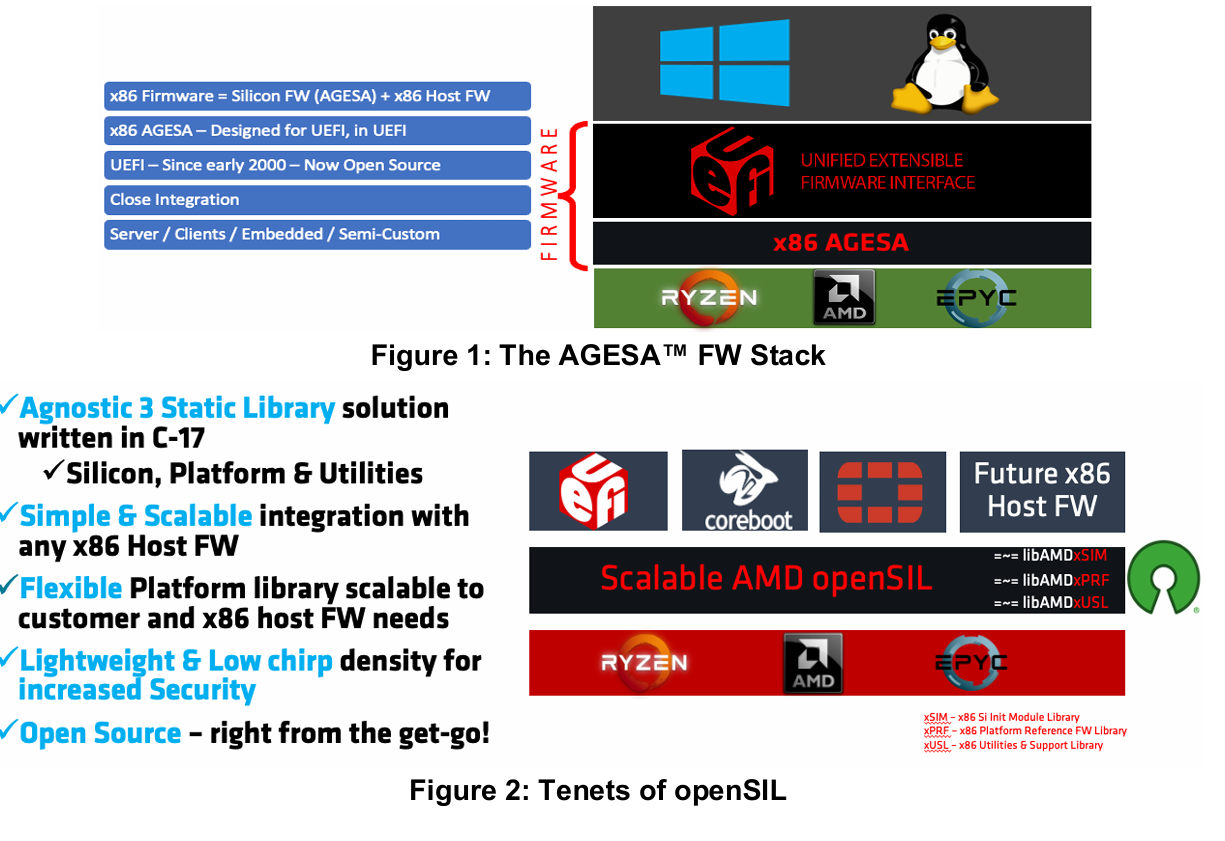 x86 Firmware = Silicon FW (AGESA) + x86 Host FW
x86 AGESA – Designed for UEFI, in UEFI
UEFI – Since early 2000 – Now Open Source
Close Integration
Server / Clients / Embedded / Semi-Custom
FIRMWARE
UEFI
UNIFIED EXTENSIBLE
FIRMWARE INTERFACE
x86 AGESA
RYZEN
AMD
EPYC
Figure 1: The AGESA™ FW Stack
✓Agnostic 3 Static Library solution
written in C-17
✓Silicon, Platform & Utilities
✓Simple & Scalable integration with
any x86 Host FW
✓Flexible Platform library scalable to
customer and x86 host FW needs
✓Lightweight & Low chirp density for
increased Security
✓Open Source – right from the get-go!
UEFI
coreboot
Future x86
Host FW
Scalable AMD openSIL
=~= libAMDxSIM
=~= libAMDxPRF
=~= libAMDxUSL
®
RYZEN
AMD
EPYC
xSIM – x86 Si Init Module Library
xPRF – x86 Platform Reference FW Library
xUSL – x86 Utilities & Support Library
Figure 2: Tenets of openSIL